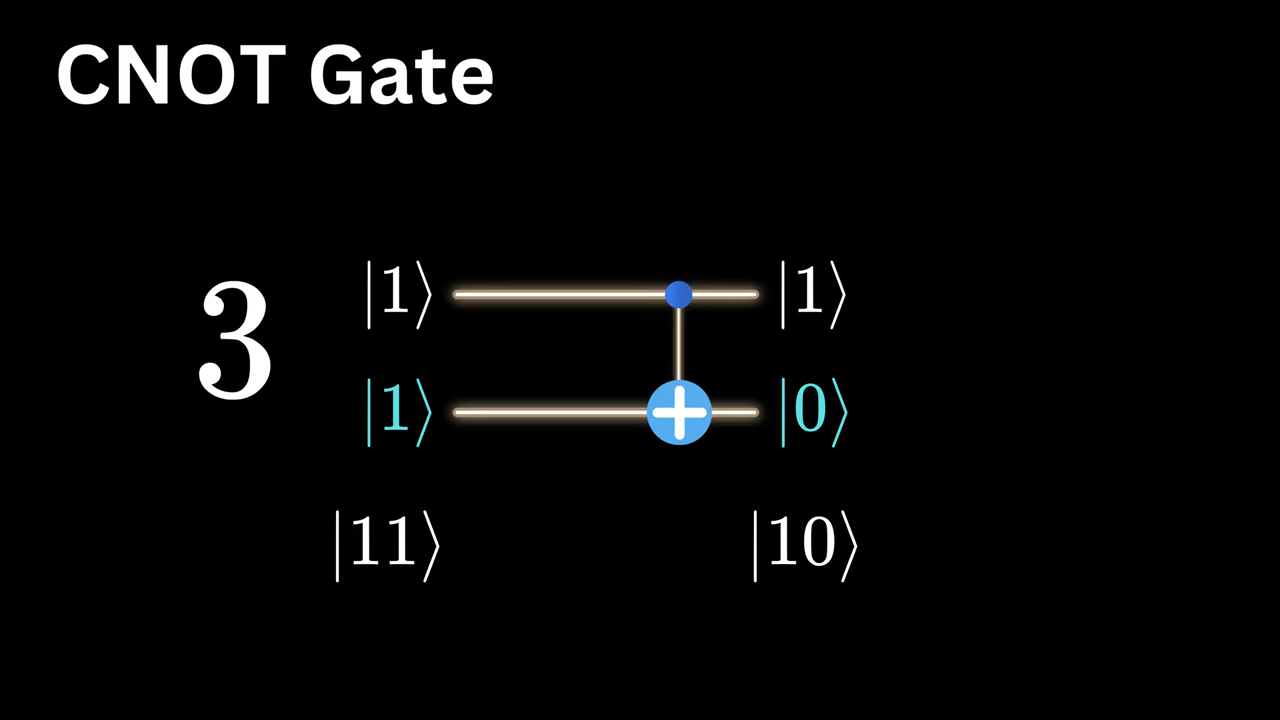 CNOT Gate
3
|1⟩ |1⟩
|1⟩ |0⟩
|11⟩ |10⟩